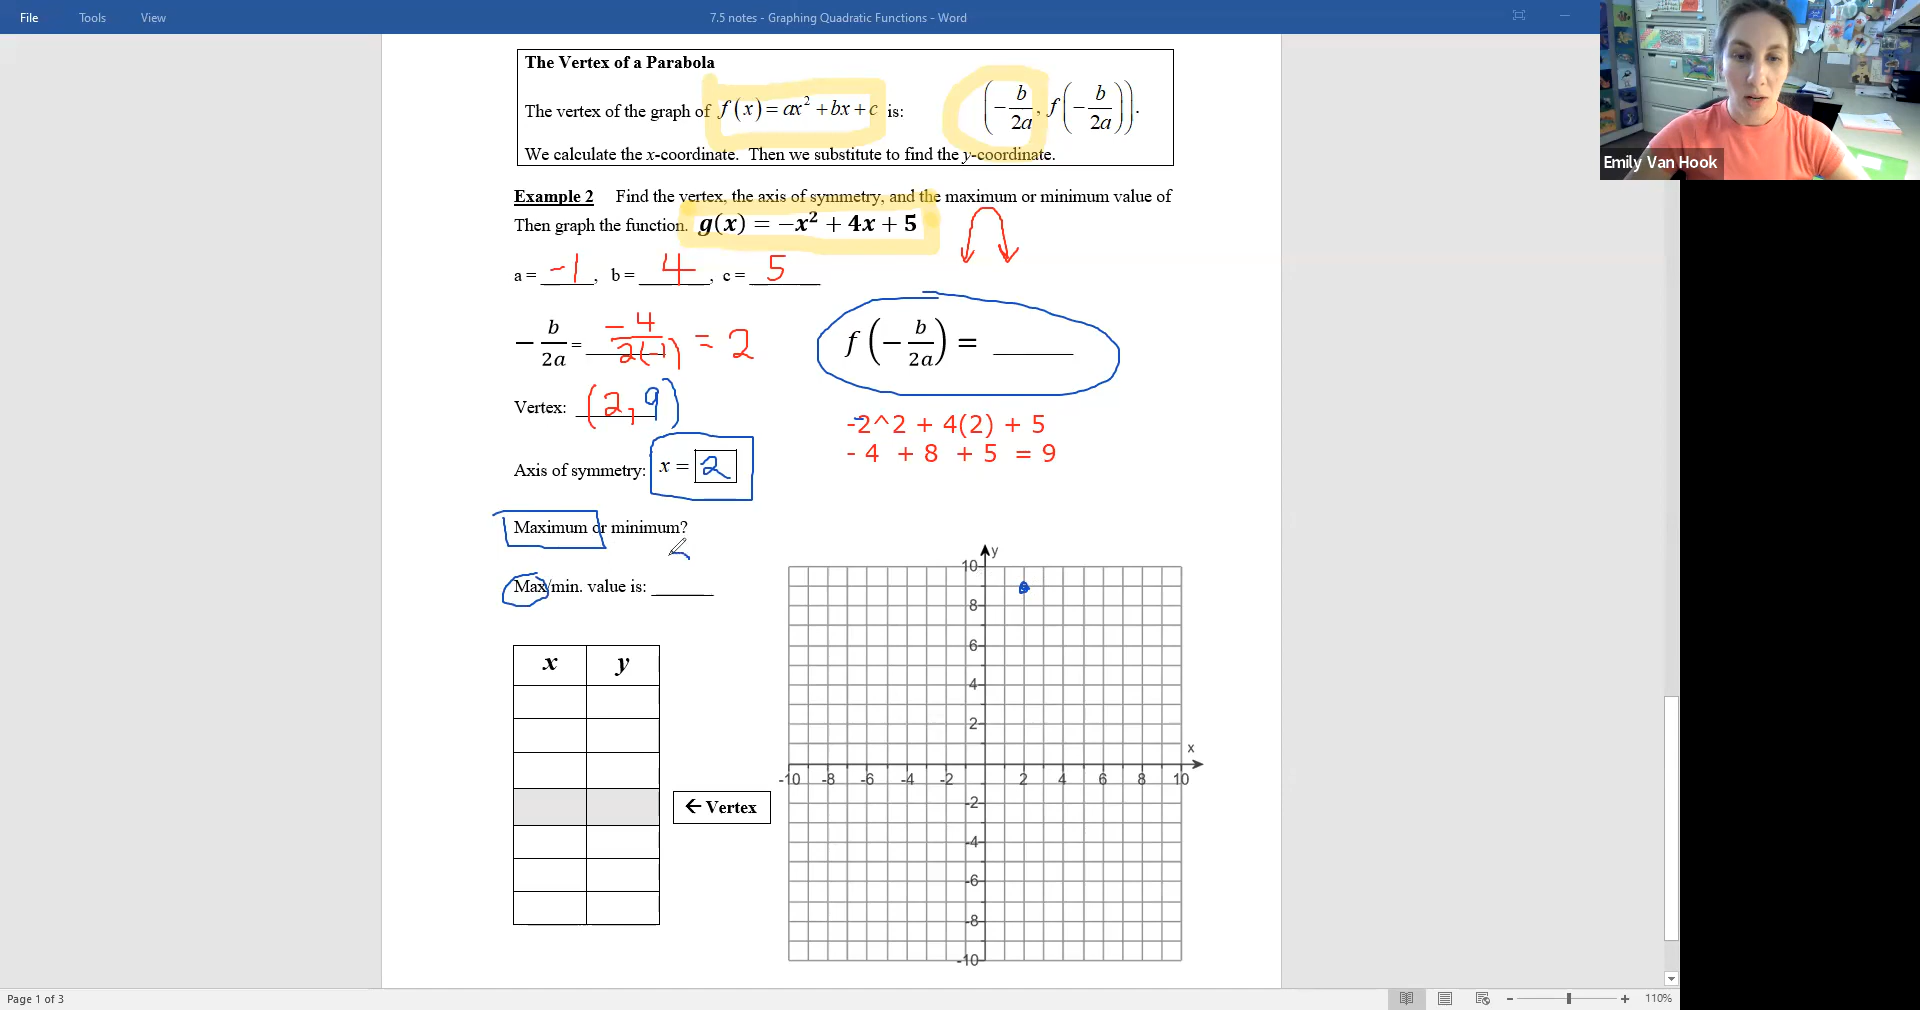 File Tools View 7.5 notes - Graphing Quadratic Functions - Word
Emily Van Hook
The Vertex of a Parabola
The vertex of the graph of f(x) = ax² + bx + c is: (-b/2a, f(-b/2a)).
We calculate the x-coordinate. Then we substitute to find the y-coordinate.
Example 2 Find the vertex, the axis of symmetry, and the maximum or minimum value of
Then graph the function. g(x) = −x² + 4x + 5
a = -1, b = 4, c = 5
-b/2a = -4/2(-1) = 2
f(-b/2a) = ______
Vertex: (2, 9)
-2^2 + 4(2) + 5
- 4 + 8 + 5 = 9
Axis of symmetry: x = 2
Maximum or minimum?
Max/min. value is: ______
x y
← Vertex
y
10
8
6
4
2
x
-10 -8 -6 -4 -2 2 4 6 8 10
-2
-4
-6
-8
-10
Page 1 of 3 110%